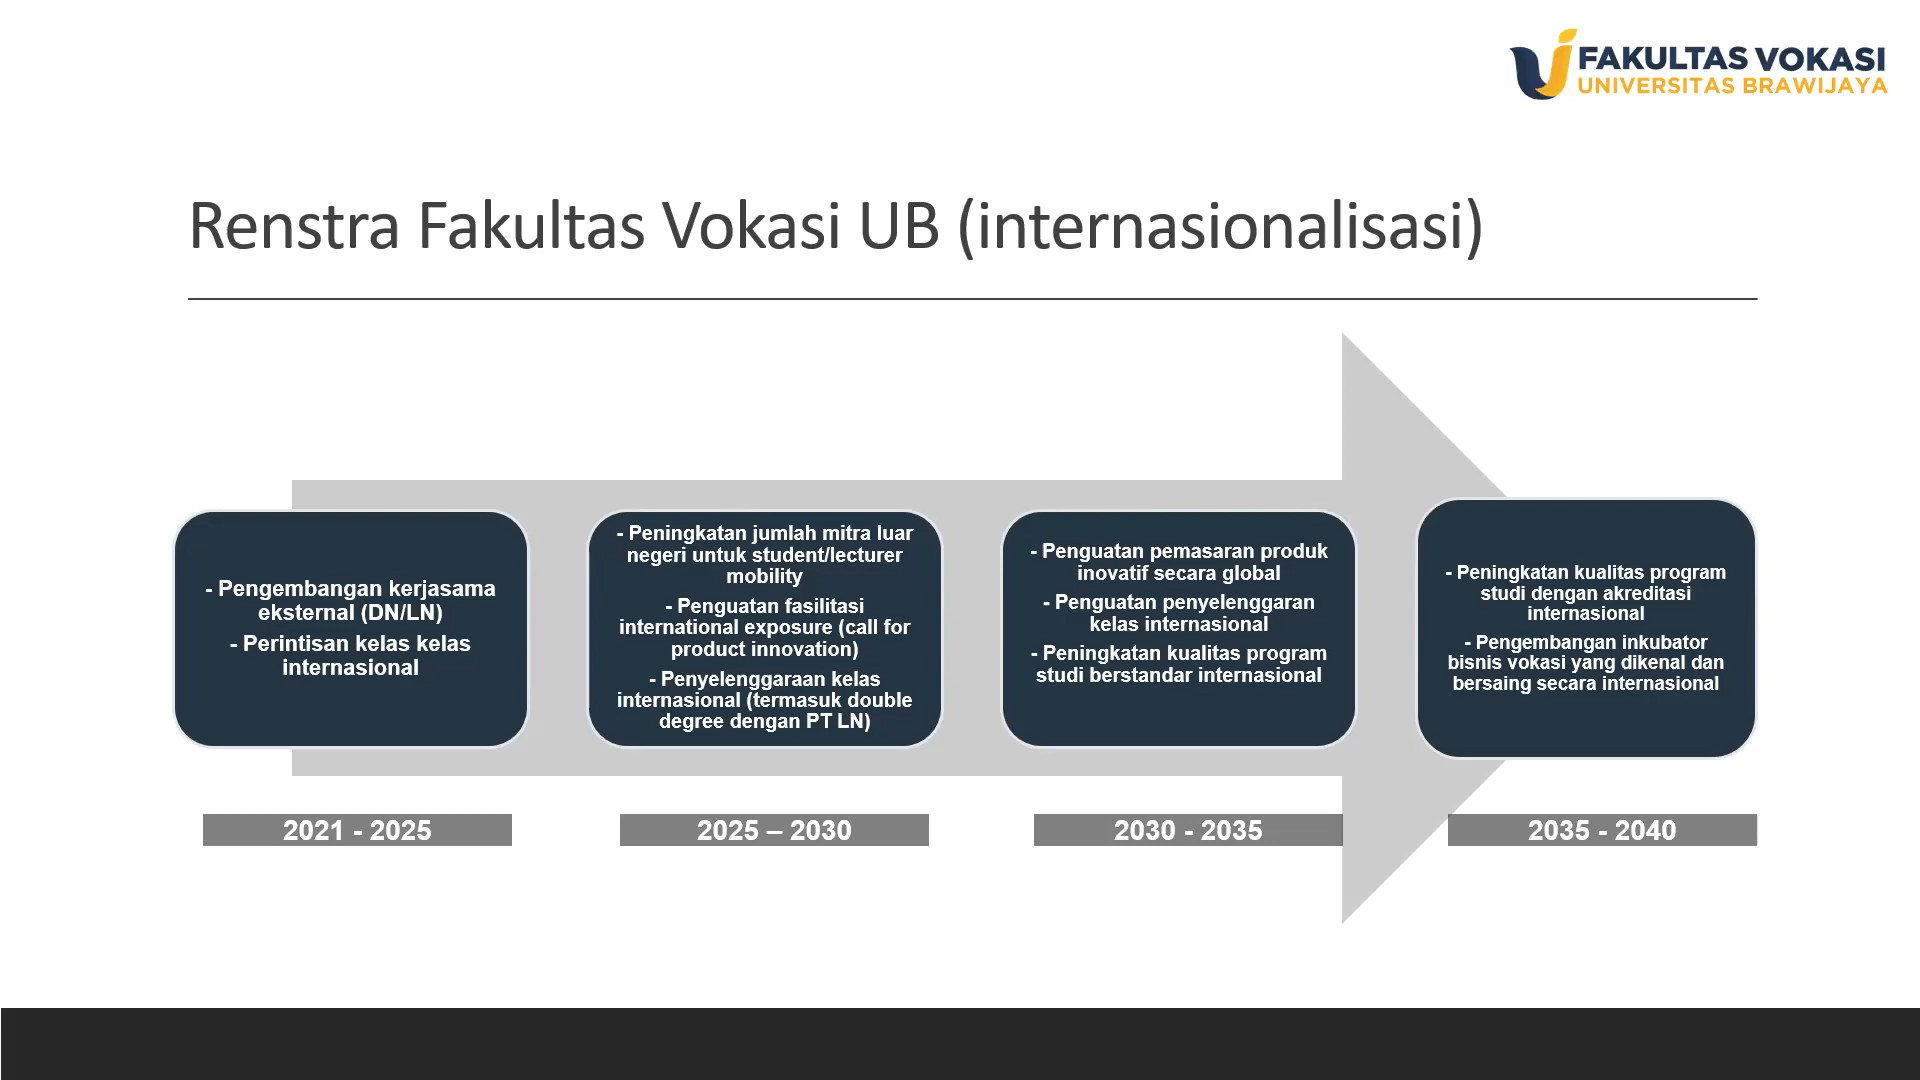 FAKULTAS VOKASI
UNIVERSITAS BRAWIJAYA
Renstra Fakultas Vokasi UB (internasionalisasi)
- Pengembangan kerjasama
eksternal (DN/LN)
- Perintisan kelas kelas
internasional
2021 - 2025
- Peningkatan jumlah mitra luar
negeri untuk student/lecturer
mobility
- Penguatan fasilitasi
international exposure (call for
product innovation)
- Penyelenggaraan kelas
internasional (termasuk double
degree dengan PT LN)
2025 – 2030
- Penguatan pemasaran produk
inovatif secara global
- Penguatan penyelenggaran
kelas internasional
- Peningkatan kualitas program
studi berstandar internasional
2030 - 2035
- Peningkatan kualitas program
studi dengan akreditasi
internasional
- Pengembangan inkubator
bisnis vokasi yang dikenal dan
bersaing secara internasional
2035 - 2040